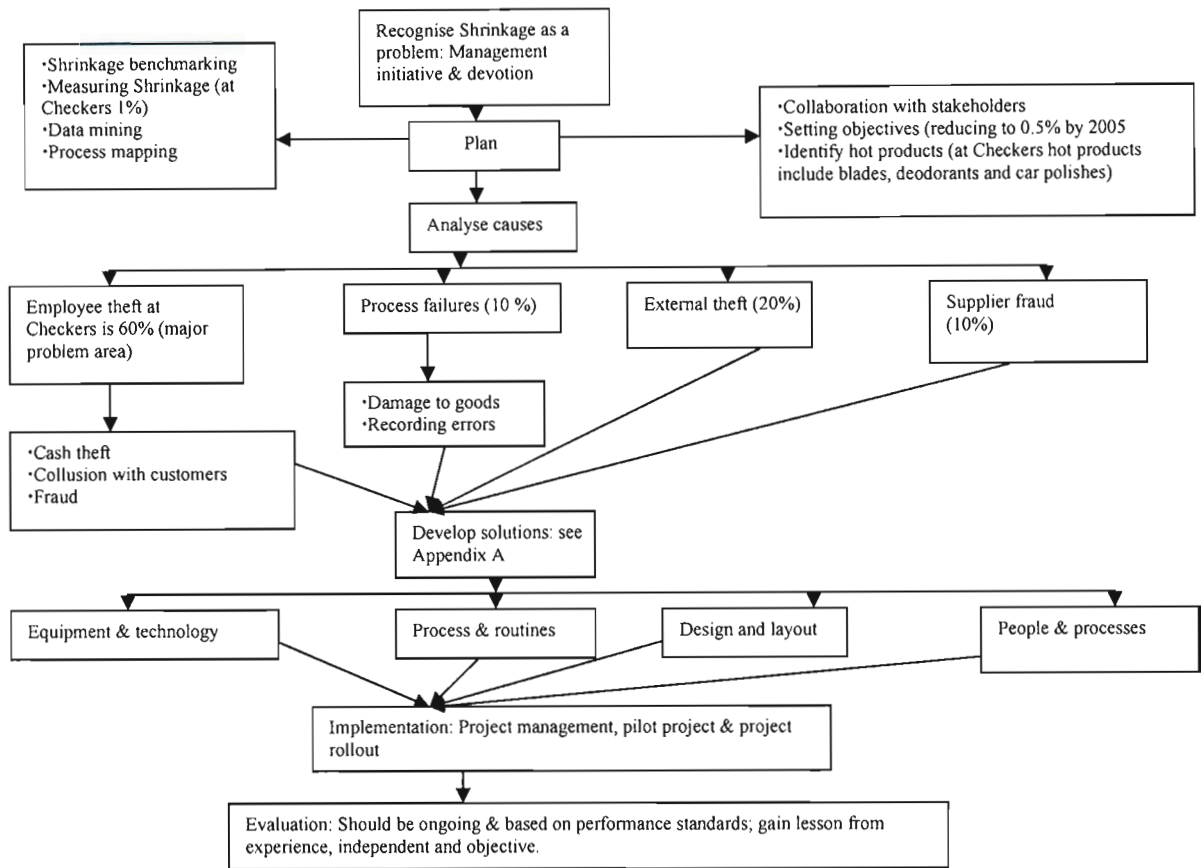 Recognise Shrinkage as a
problem: Management
initiative & devotion
·Shrinkage benchmarking
·Measuring Shrinkage (at
Checkers 1%)
·Data mining
·Process mapping
Plan
·Collaboration with stakeholders
·Setting objectives (reducing to 0.5% by 2005
·Identify hot products (at Checkers hot products
include blades, deodorants and car polishes)
Analyse causes
Employee theft at
Checkers is 60% (major
problem area)
Process failures (10 %)
External theft (20%)
Supplier fraud
(10%)
·Damage to goods
·Recording errors
·Cash theft
·Collusion with customers
·Fraud
Develop solutions: see
Appendix A
Equipment & technology
Process & routines
Design and layout
People & processes
Implementation: Project management, pilot project & project
rollout
Evaluation: Should be ongoing & based on performance standards; gain lesson from
experience, independent and objective.